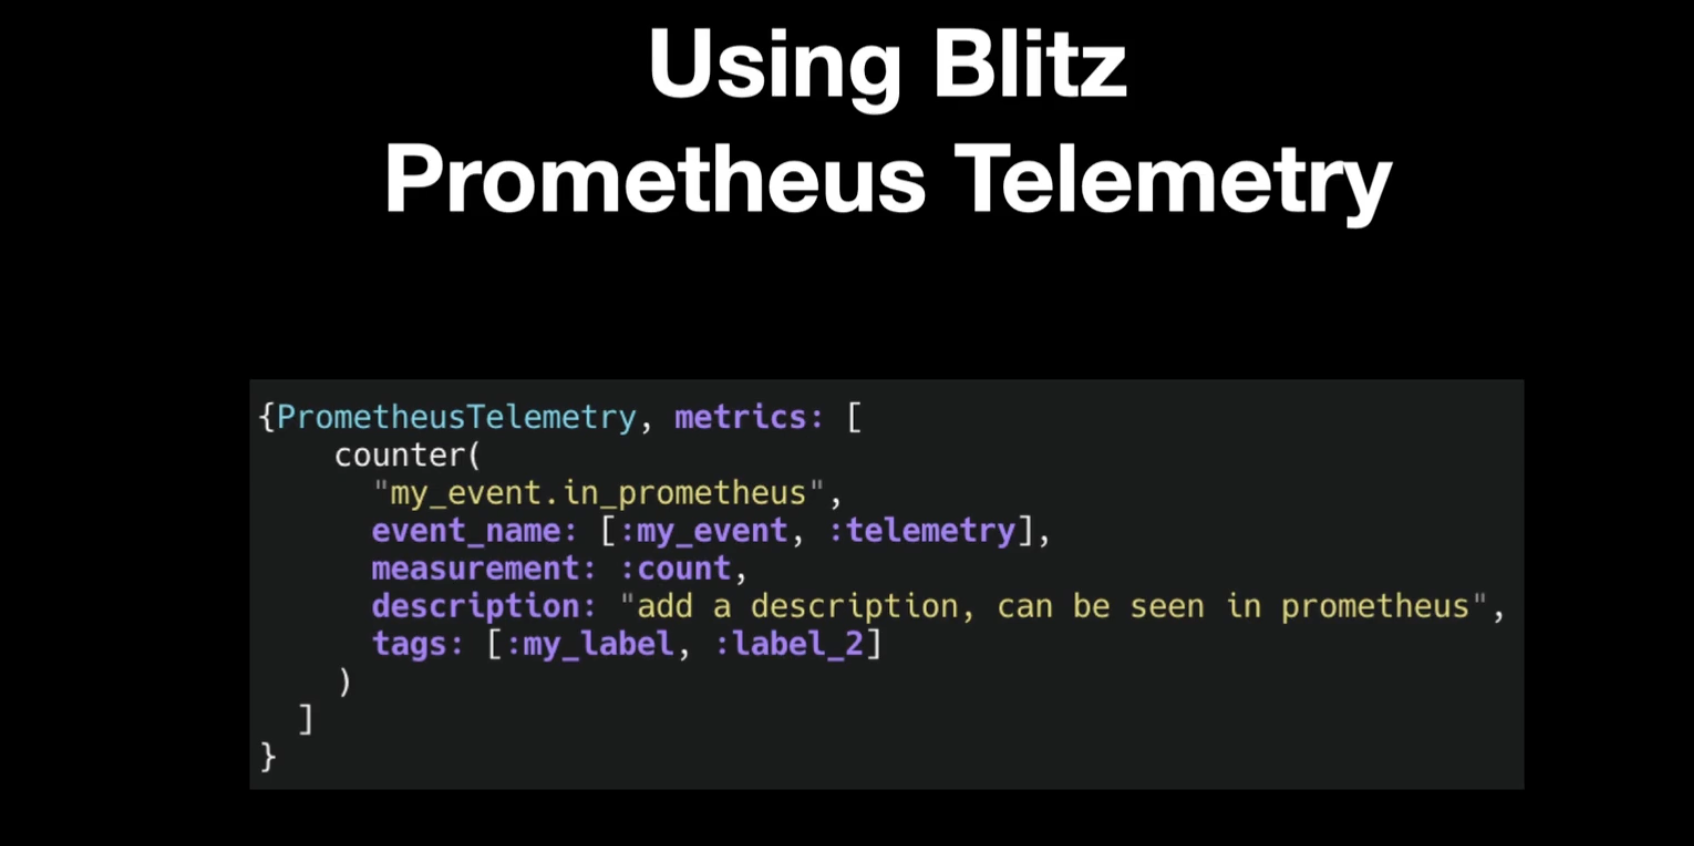 Using Blitz
Prometheus Telemetry
{PrometheusTelemetry, metrics: [
    counter(
      "my_event.in_prometheus",
      event_name: [:my_event, :telemetry],
      measurement: :count,
      description: "add a description, can be seen in prometheus",
      tags: [:my_label, :label_2]
    )
  ]
}